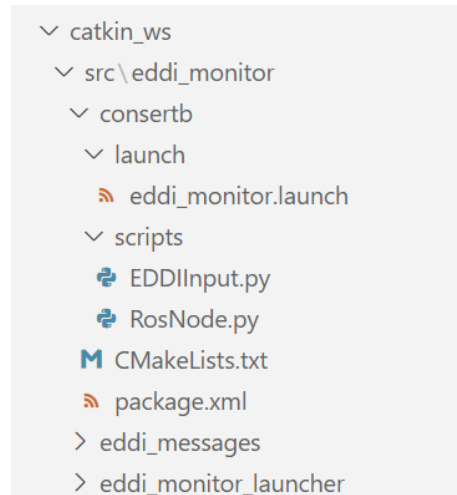 catkin_ws
src\eddi_monitor
consertb
launch
eddi_monitor.launch
scripts
EDDIInput.py
RosNode.py
CMakeLists.txt
package.xml
eddi_messages
eddi_monitor_launcher